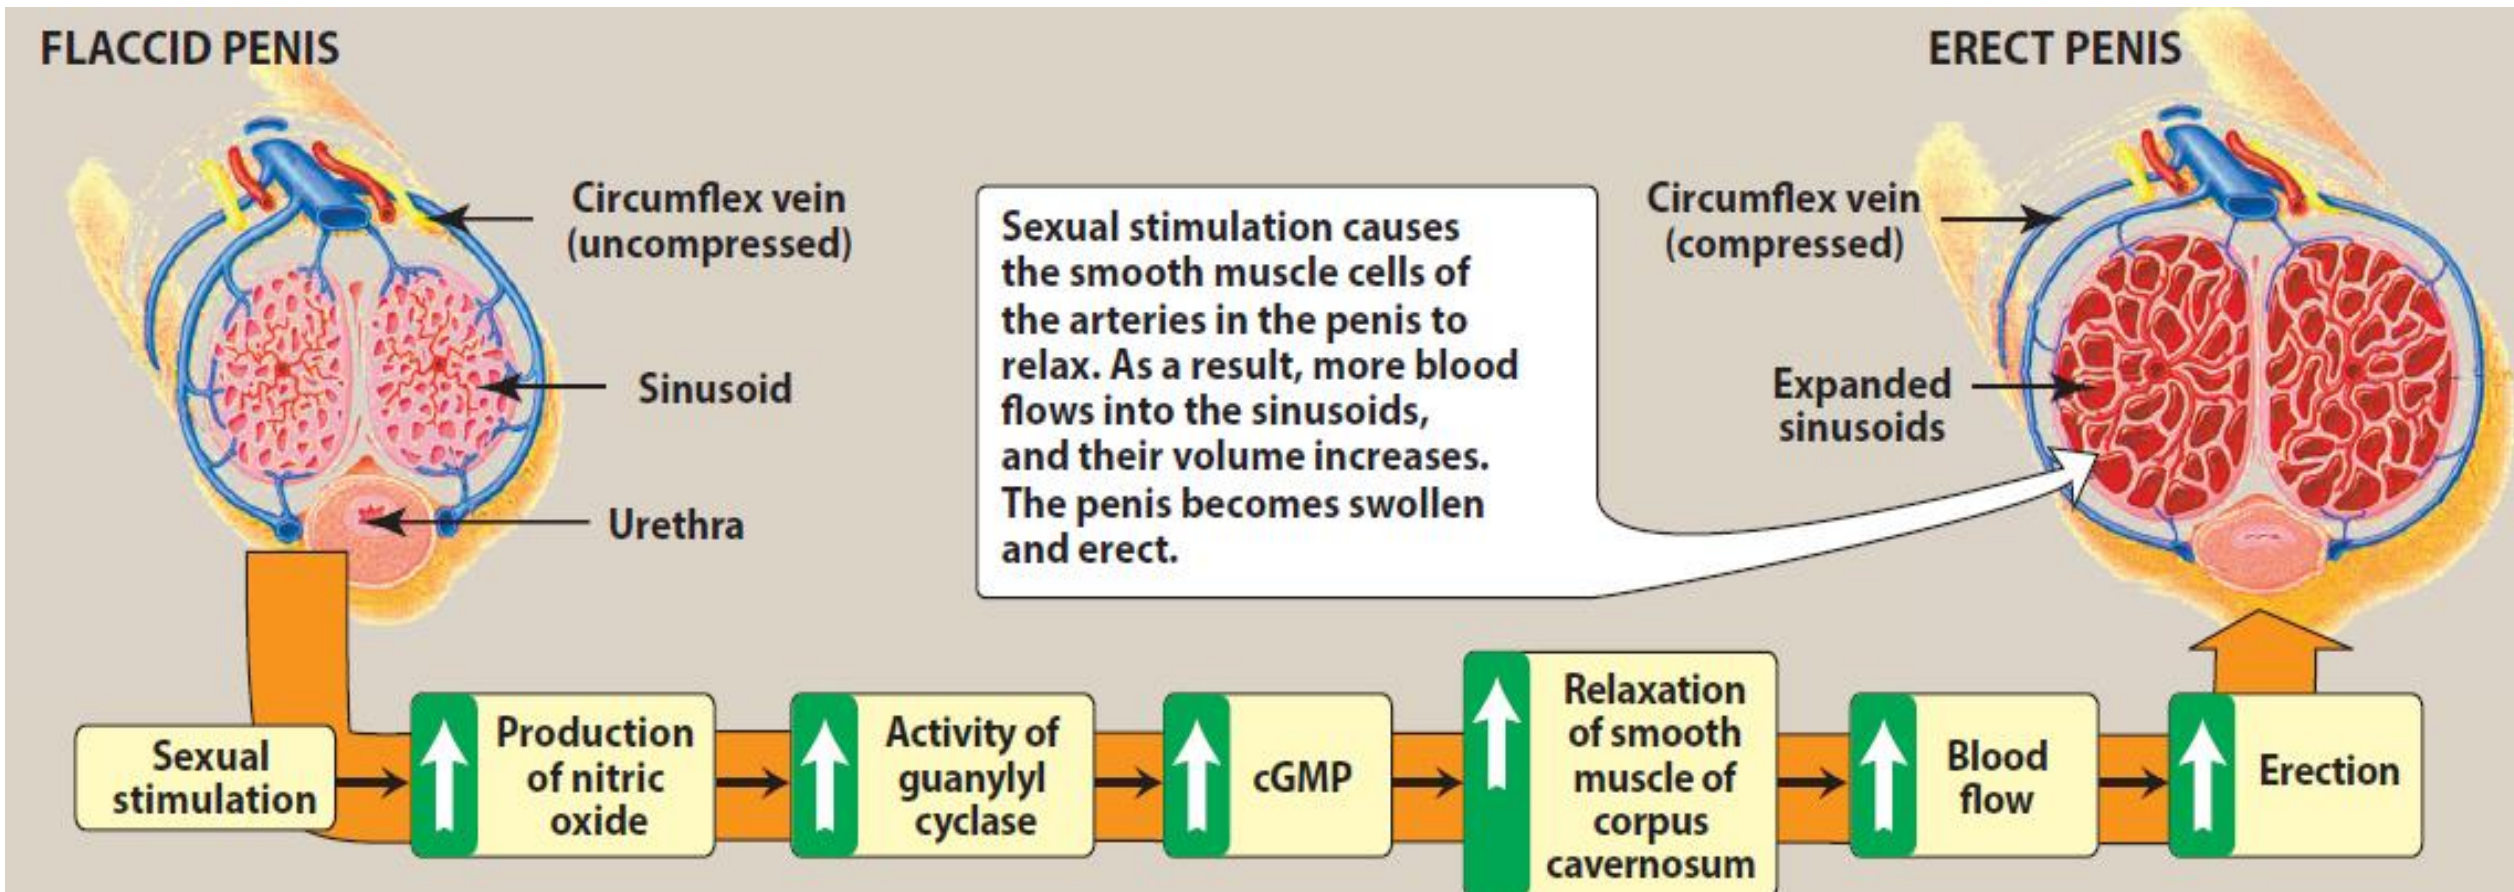 FLACCID PENIS
Circumflex vein
(uncompressed)
Sinusoid
Urethra
Sexual stimulation causes
the smooth muscle cells of
the arteries in the penis to
relax. As a result, more blood
flows into the sinusoids,
and their volume increases.
The penis becomes swollen
and erect.
ERECT PENIS
Circumflex vein
(compressed)
Expanded
sinusoids
Sexual
stimulation
Production
of nitric
oxide
Activity of
guanylyl
cyclase
cGMP
Relaxation
of smooth
muscle of
corpus
cavernosum
Blood
flow
Erection